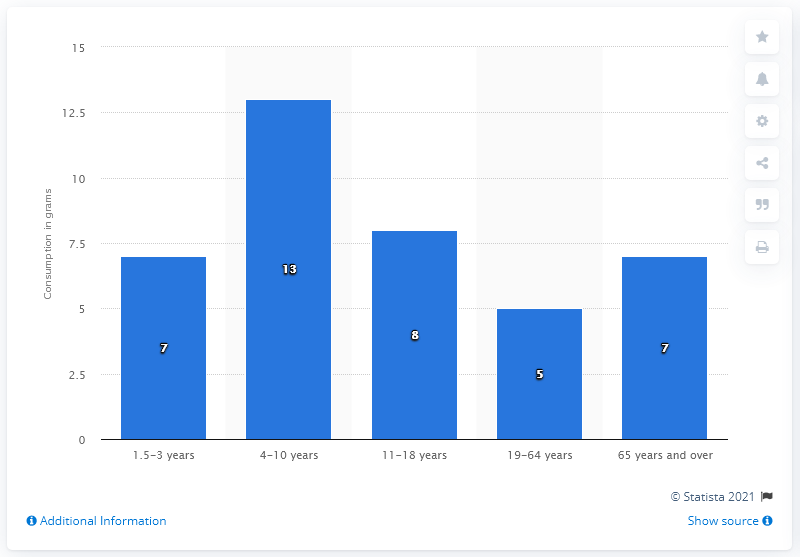 15
12.5
10
7.5
5
2.5
0
Consumption in grams
7
13
8
5
7
1.5–3 years
4–10 years
11–18 years
19–64 years
65 years and over
© Statista 2021
Additional Information
Show source